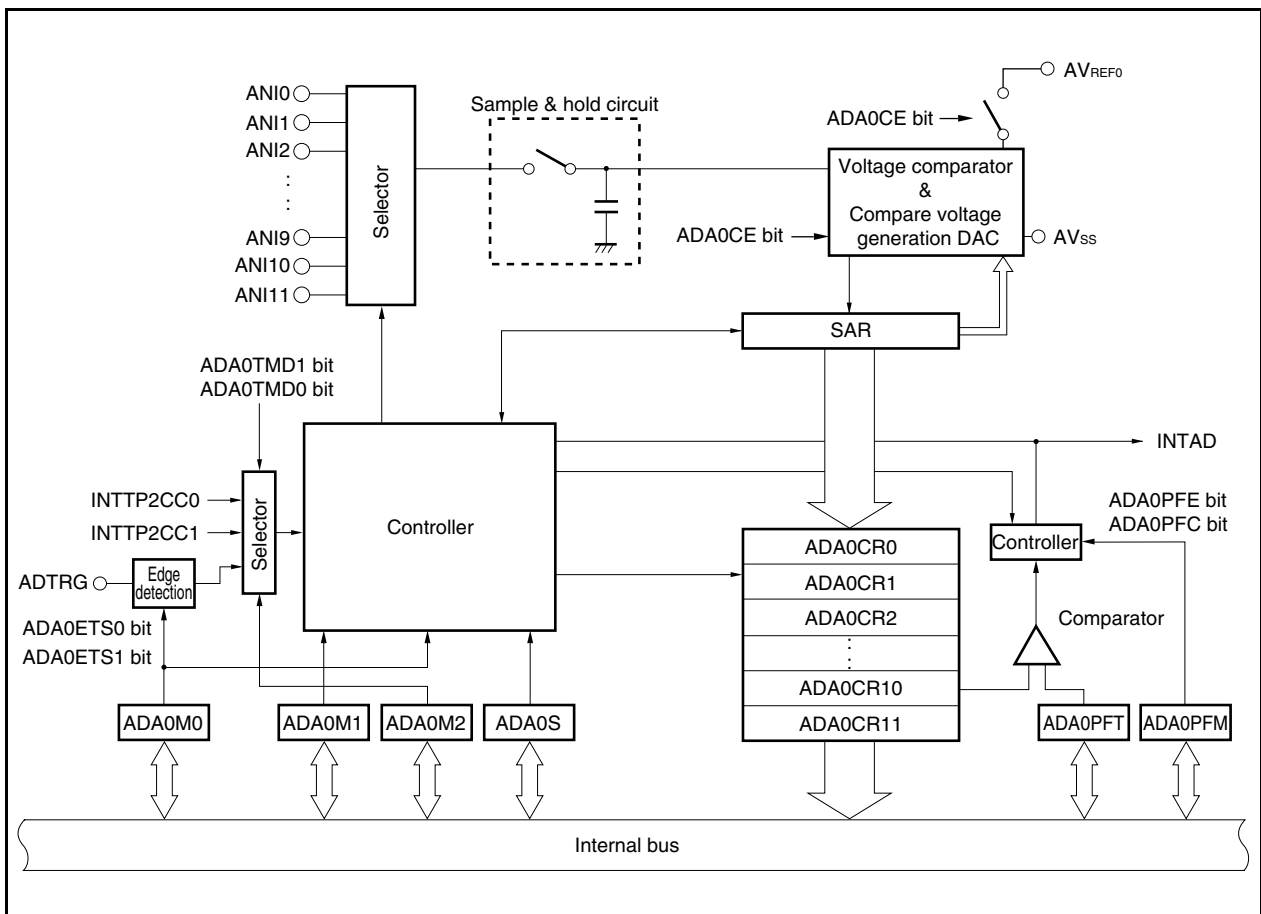 ANI0
ANI1
ANI2
ANI9
ANI10
ANI11
Selector
Sample & hold circuit
ADA0CE bit
AVREF0
Voltage comparator
&
Compare voltage
generation DAC
ADA0CE bit
AVSS
SAR
ADA0TMD1 bit
ADA0TMD0 bit
INTTP2CC0
INTTP2CC1
ADTRG
Edge
detection
Selector
Controller
ADA0ETS0 bit
ADA0ETS1 bit
INTAD
ADA0PFE bit
ADA0PFC bit
Controller
Comparator
ADA0CR0
ADA0CR1
ADA0CR2
ADA0CR10
ADA0CR11
ADA0M0
ADA0M1
ADA0M2
ADA0S
ADA0PFT
ADA0PFM
Internal bus